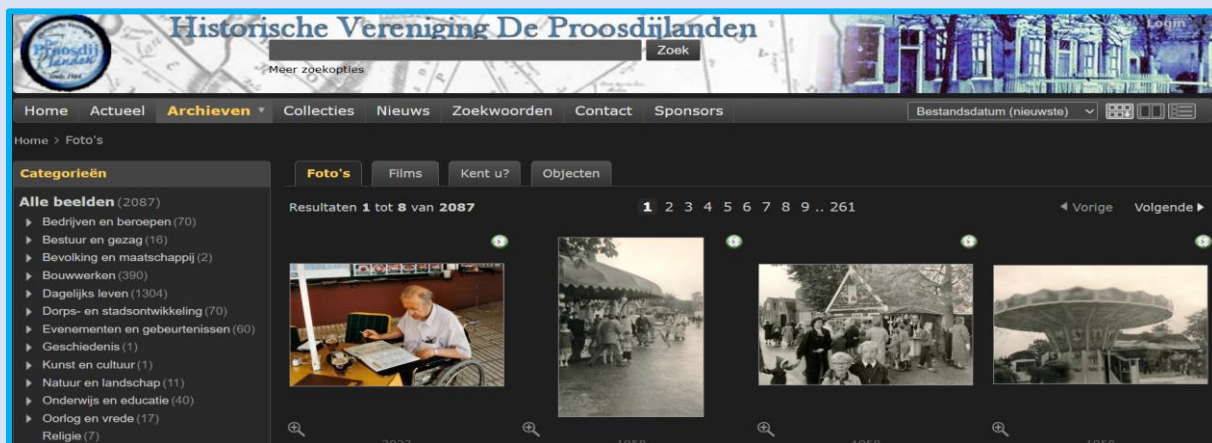 Historische Vereniging De Proosdijlanden
Login
Proosdij
landen
Zoek
Meer zoekopties
Home Actueel Archieven Collecties Nieuws Zoekwoorden Contact Sponsors Bestandsdatum (nieuwste)
Home > Foto's
Categorieën
Foto's Films Kent u? Objecten
Alle beelden (2087)
Resultaten 1 tot 8 van 2087 1 2 3 4 5 6 7 8 9 .. 261 Vorige Volgende
Bedrijven en beroepen (70)
Bestuur en gezag (16)
Bevolking en maatschappij (2)
Bouwwerken (390)
Dagelijks leven (1304)
Dorps- en stadsontwikkeling (70)
Evenementen en gebeurtenissen (60)
Geschiedenis (1)
Kunst en cultuur (1)
Natuur en landschap (11)
Onderwijs en educatie (40)
Oorlog en vrede (17)
Religie (7)